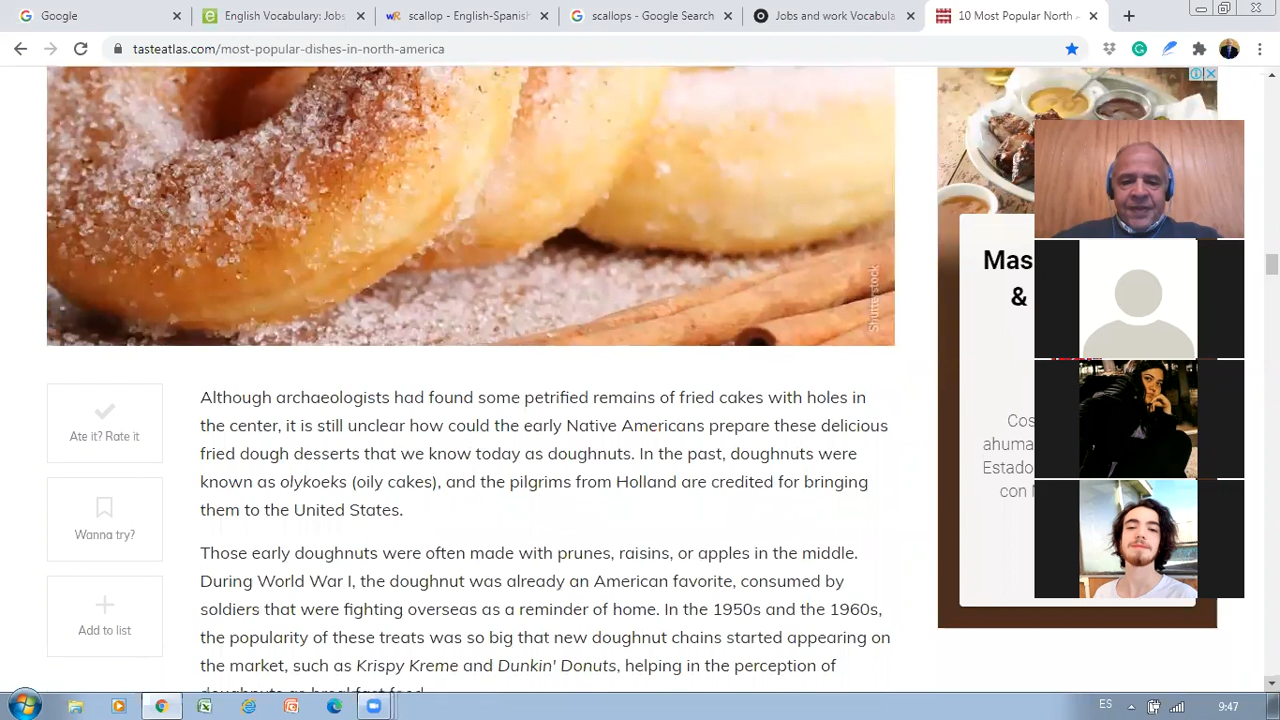 Google
English Vocabulary: Jobs
scallop - English-Spanish
scallops - Google Search
Jobs and work Vocabula
10 Most Popular North
tasteatlas.com/most-popular-dishes-in-north-america
Shutterstock
Mas
&
Cos
ahuma
Estado
con
Ate it? Rate it
Wanna try?
Add to list
Although archaeologists had found some petrified remains of fried cakes with holes in
the center, it is still unclear how could the early Native Americans prepare these delicious
fried dough desserts that we know today as doughnuts. In the past, doughnuts were
known as olykoeks (oily cakes), and the pilgrims from Holland are credited for bringing
them to the United States.
Those early doughnuts were often made with prunes, raisins, or apples in the middle.
During World War I, the doughnut was already an American favorite, consumed by
soldiers that were fighting overseas as a reminder of home. In the 1950s and the 1960s,
the popularity of these treats was so big that new doughnut chains started appearing on
the market, such as Krispy Kreme and Dunkin' Donuts, helping in the perception of
doughnuts as breakfast food.
ES
9:47